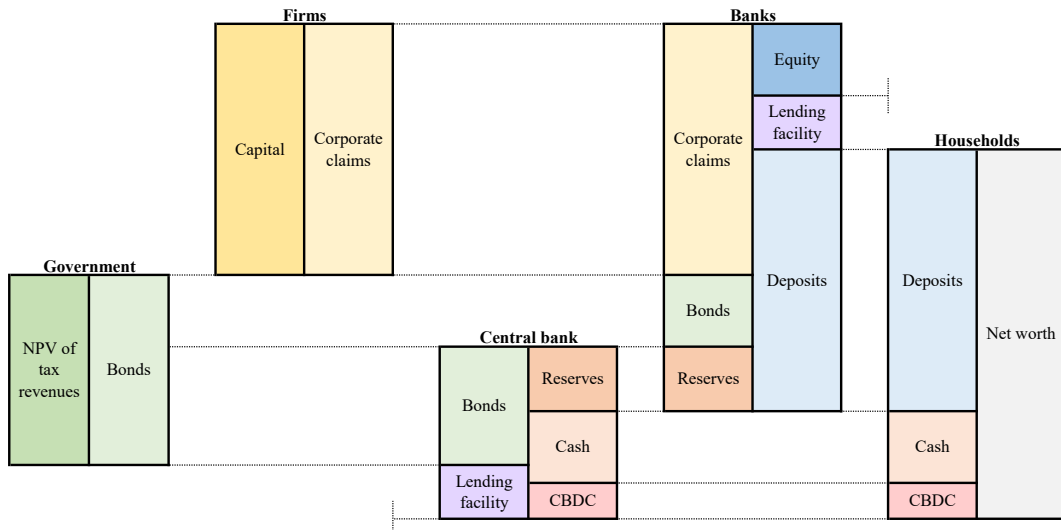 Firms
Banks
Equity
Lending
facility
Capital
Corporate
claims
Corporate
claims
Households
Government
Deposits
Deposits
Bonds
Net worth
Central bank
NPV of
tax
revenues
Bonds
Reserves
Reserves
Bonds
Cash
Cash
Lending
facility
CBDC
CBDC